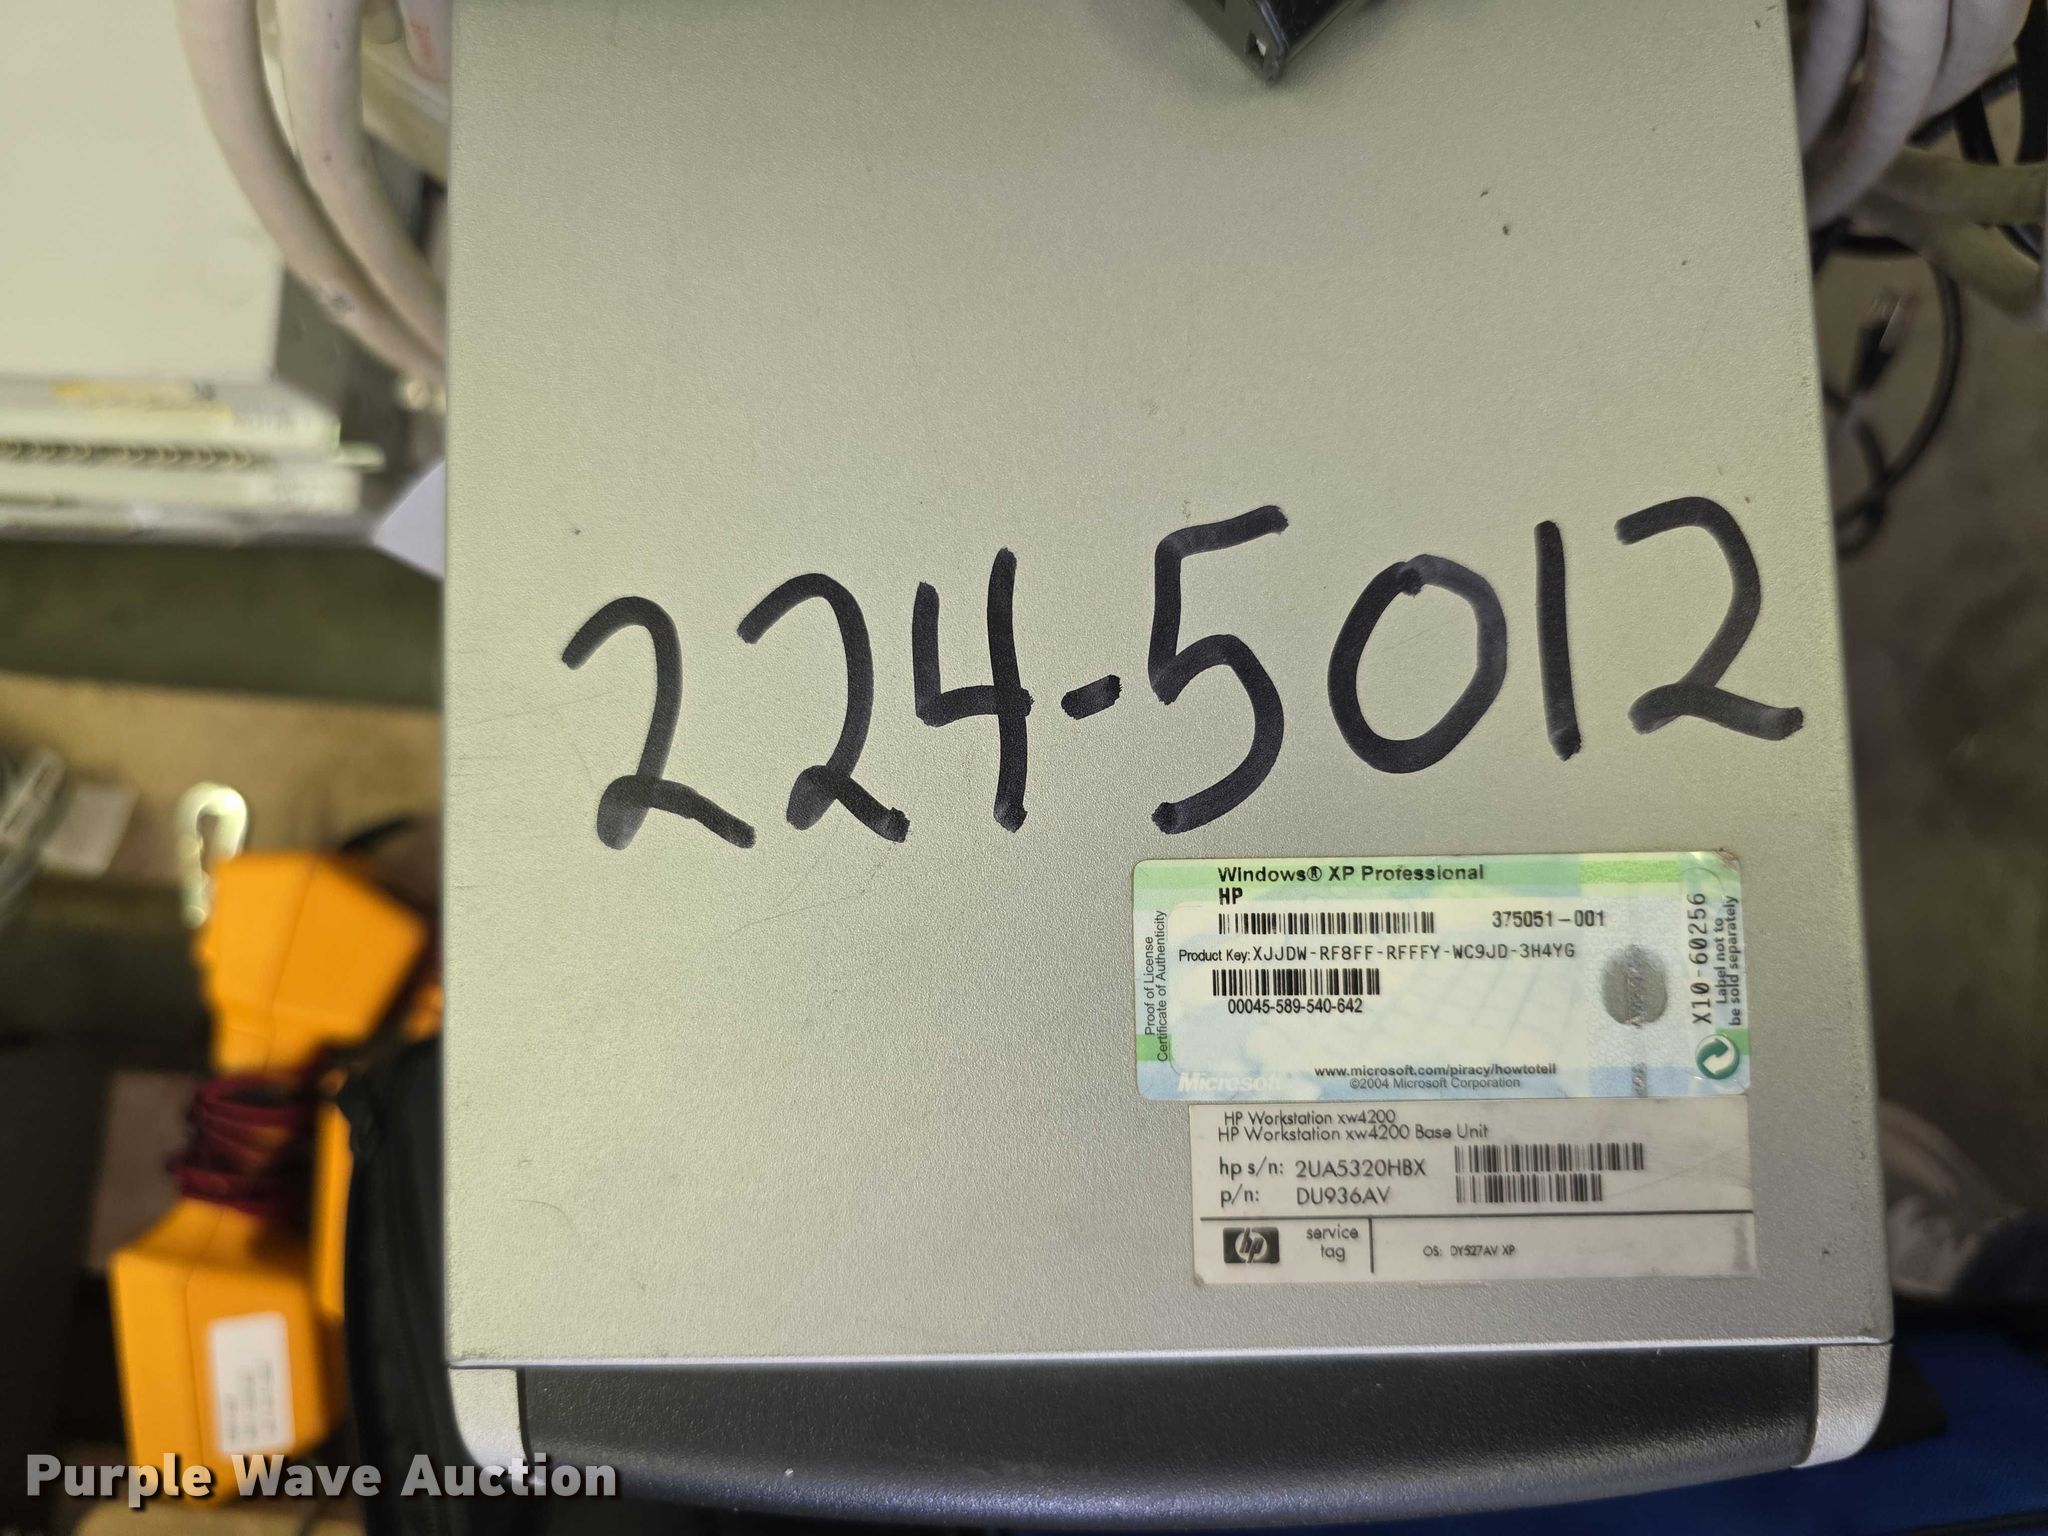 224-5012
Windows® XP Professional
HP
375051-001
Product Key: XJJDW-RF8FF-RFFFY-WC9JD-3H4YG
00045-589-540-642
Proof of License
Certificate of Authenticity
X10-60256
Label not to
be sold separately
Microsoft
www.microsoft.com/piracy/howtotell
©2004 Microsoft Corporation
HP Workstation xw4200
HP Workstation xw4200 Base Unit
hp s/n: 2UA5320HBX
p/n: DU936AV
hp
service
tag
OS: DY527AV XP
Purple Wave Auction